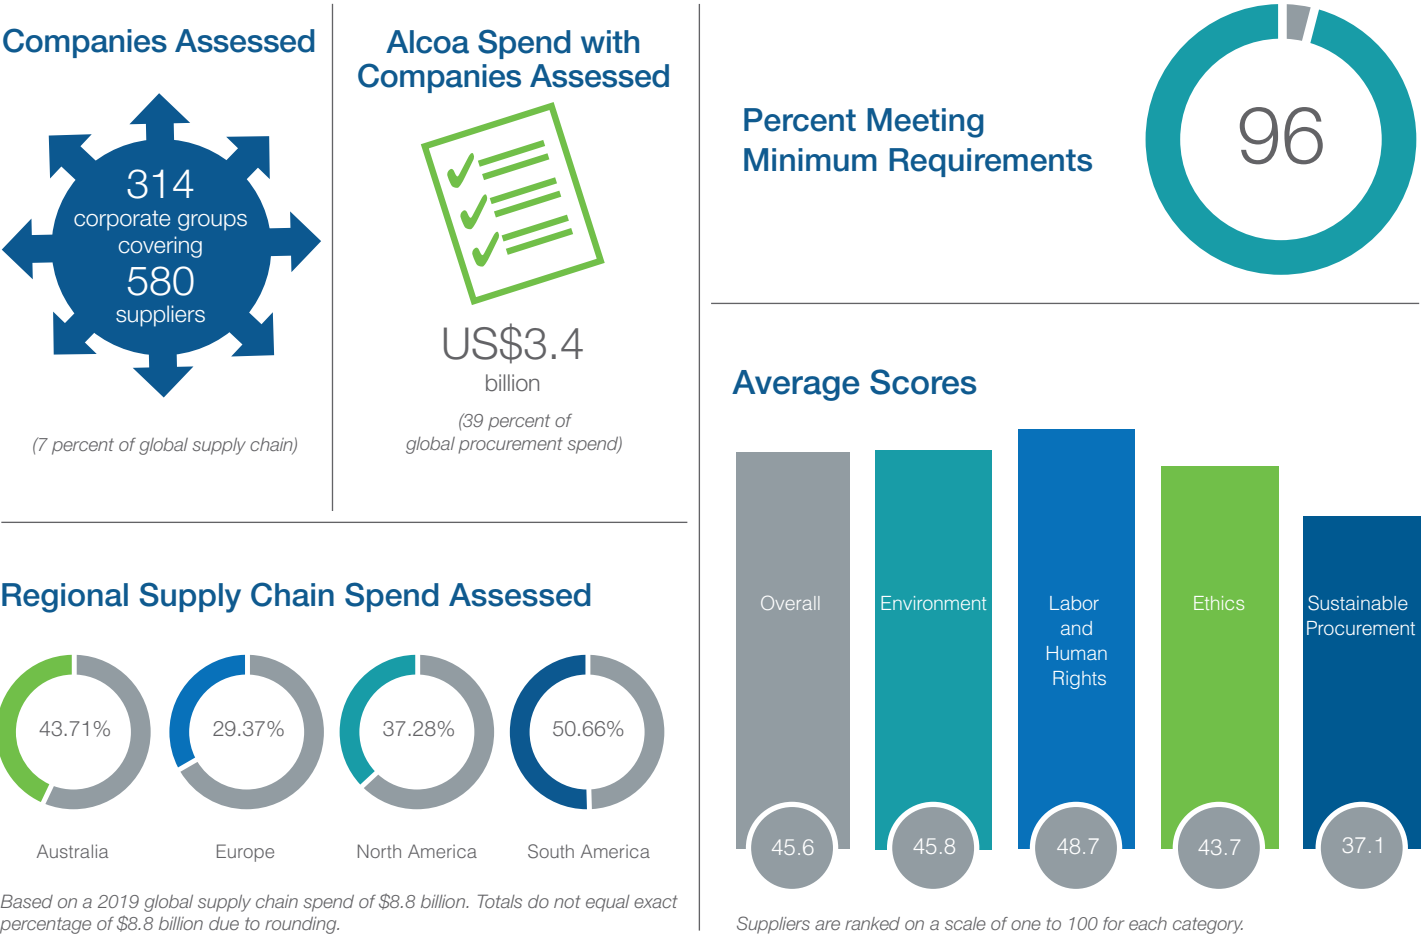 Companies Assessed
314
corporate groups
covering
580
suppliers
(7 percent of global supply chain)
Alcoa Spend with
Companies Assessed
US$3.4
billion
(39 percent of
global procurement spend)
Percent Meeting
Minimum Requirements
96
Regional Supply Chain Spend Assessed
43.71%
29.37%
37.28%
50.66%
Australia
Europe
North America
South America
Based on a 2019 global supply chain spend of $8.8 billion. Totals do not equal exact
percentage of $8.8 billion due to rounding.
Average Scores
Overall
Environment
Labor
and
Human
Rights
Ethics
Sustainable
Procurement
45.6
45.8
48.7
43.7
37.1
Suppliers are ranked on a scale of one to 100 for each category.